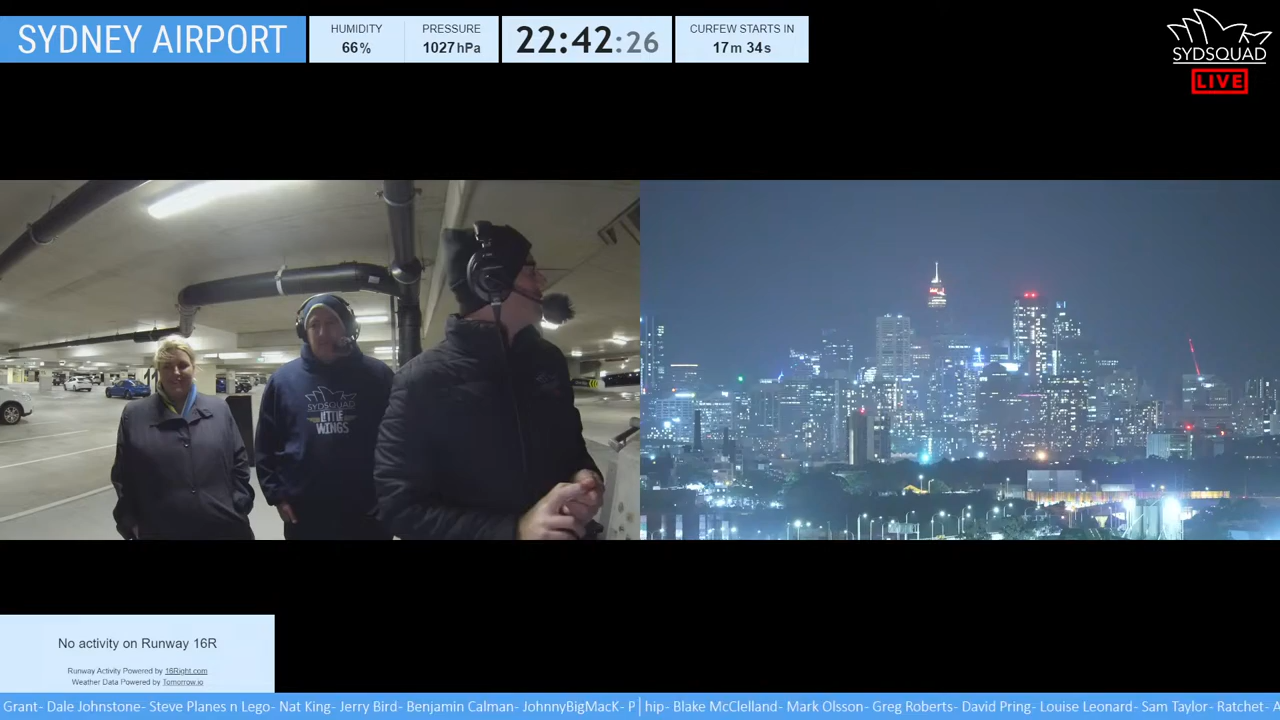 SYDNEY AIRPORT
HUMIDITY
66%
PRESSURE
1027hPa
22:42:26
CURFEW STARTS IN
17m 34s
SYDSQUAD
LIVE
SYDSQUAD
LITTLE
WINGS
No activity on Runway 16R
Runway Activity Powered by 16Right.com
Weather Data Powered by Tomorrow.io
Grant- Dale Johnstone- Steve Planes n Lego- Nat King- Jerry Bird- Benjamin Calman- JohnnyBigMacK- P hip- Blake McClelland- Mark Olsson- Greg Roberts- David Pring- Louise Leonard- Sam Taylor- Ratchet- A